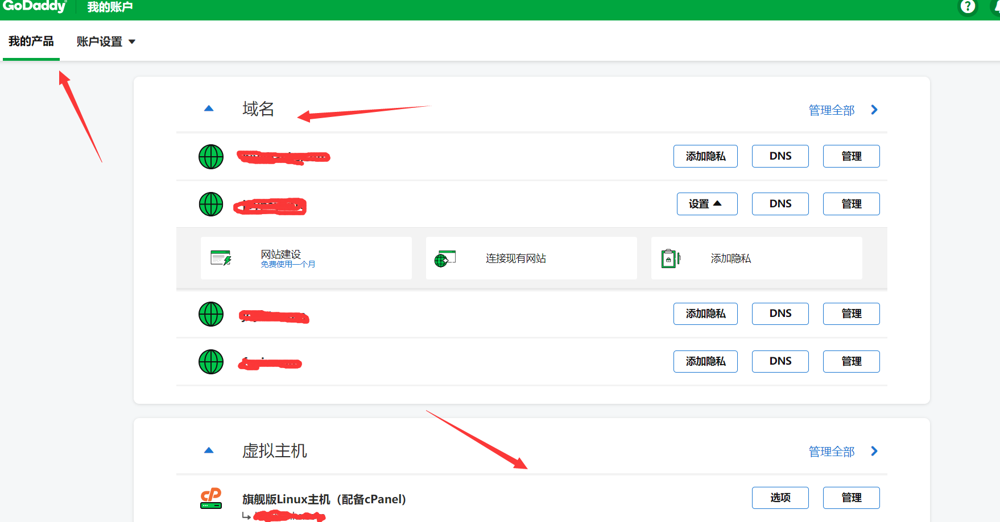 GoDaddy 我的账户
我的产品 账户设置
域名 管理全部
添加隐私 DNS 管理
设置 DNS 管理
网站建设
免费使用一个月
连接现有网站
添加隐私
添加隐私 DNS 管理
添加隐私 DNS 管理
虚拟主机 管理全部
旗舰版Linux主机（配备cPanel) 选项 管理